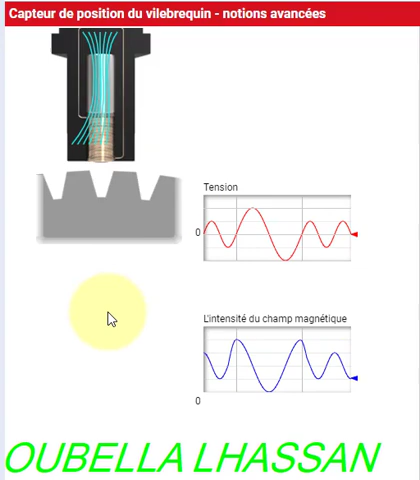 Capteur de position du vilebrequin - notions avancées
Tension
0
L'intensité du champ magnétique
0
OUBELLA LHASSAN